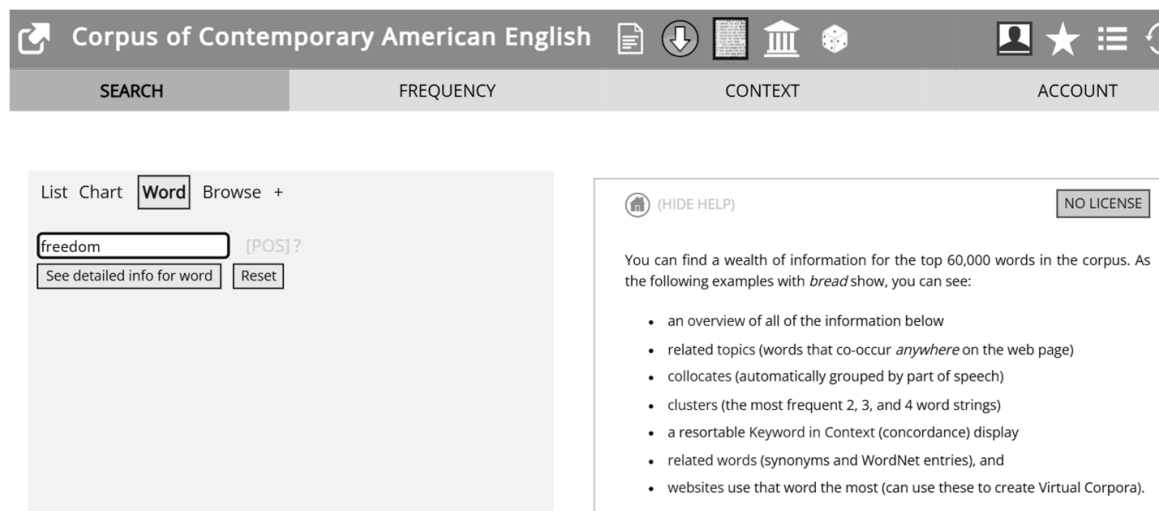 Corpus of Contemporary American English
SEARCH FREQUENCY CONTEXT ACCOUNT
List Chart Word Browse +
freedom [POS] ?
See detailed info for word Reset
(HIDE HELP) NO LICENSE
You can find a wealth of information for the top 60,000 words in the corpus. As
the following examples with bread show, you can see:
• an overview of all of the information below
• related topics (words that co-occur anywhere on the web page)
• collocates (automatically grouped by part of speech)
• clusters (the most frequent 2, 3, and 4 word strings)
• a resortable Keyword in Context (concordance) display
• related words (synonyms and WordNet entries), and
• websites use that word the most (can use these to create Virtual Corpora).